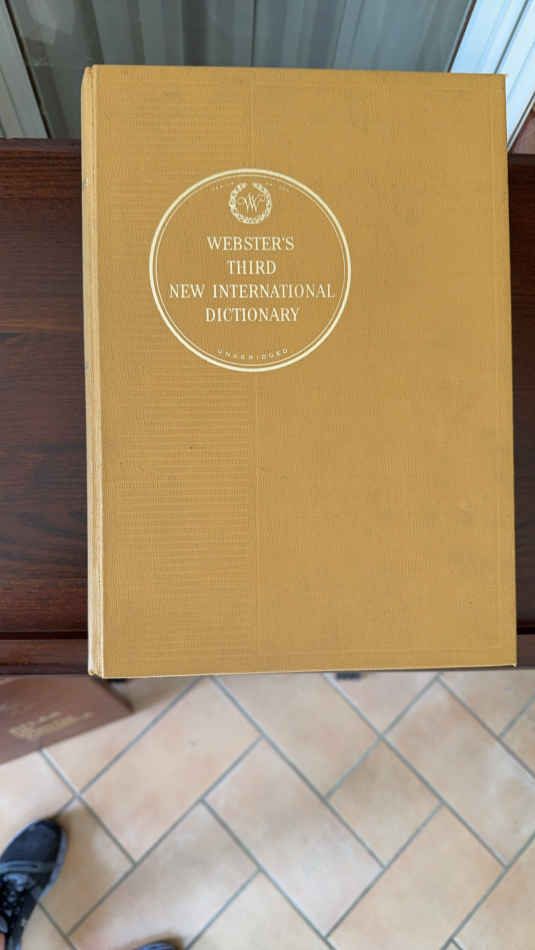 W
WEBSTER'S
THIRD
NEW INTERNATIONAL
DICTIONARY
UNABRIDGED